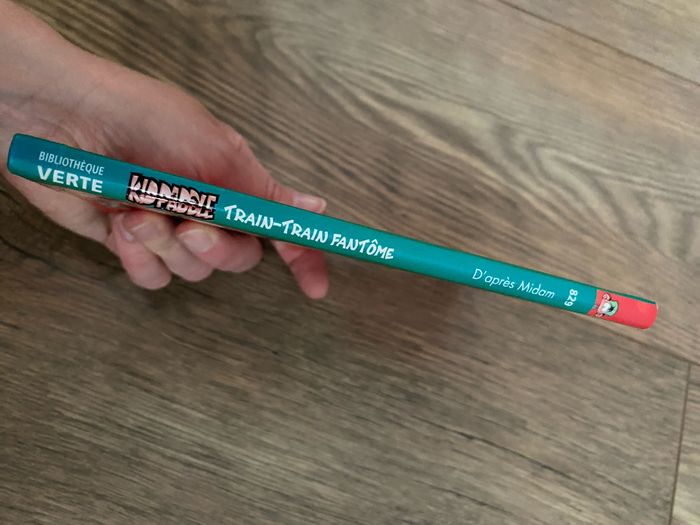 BIBLIOTHÈQUE
VERTE
KID PADDLE
TRAIN-TRAIN FANTÔME
D'après Midam
829